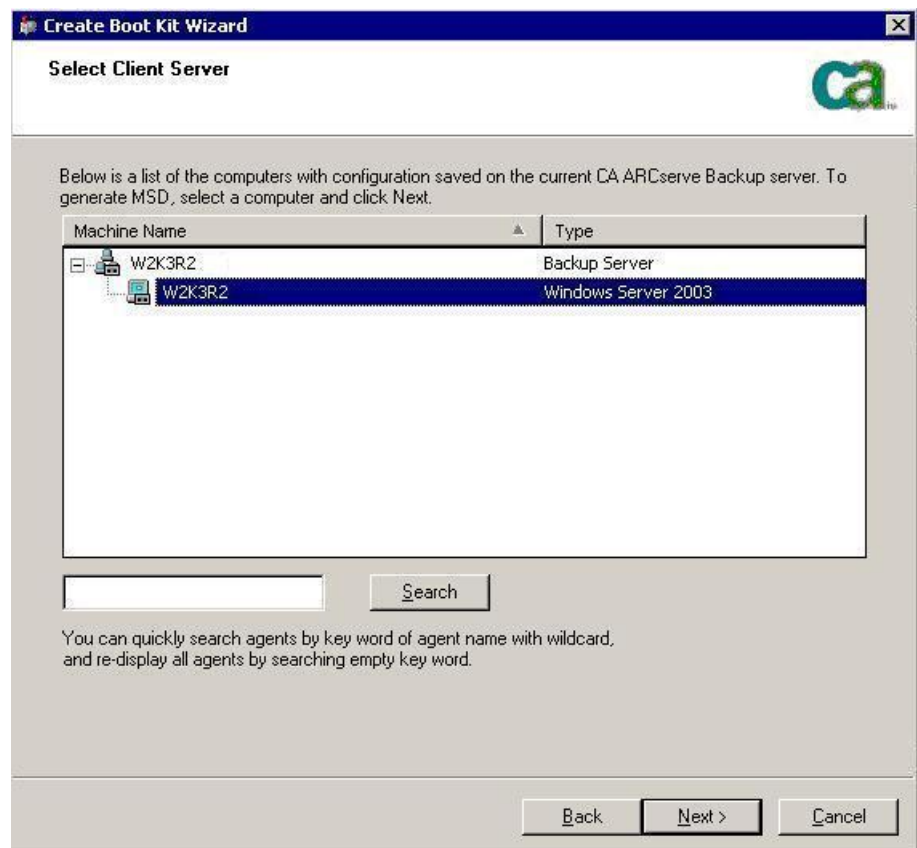 Create Boot Kit Wizard
Select Client Server
ca
Below is a list of the computers with configuration saved on the current CA ARCserve Backup server. To
generate MSD, select a computer and click Next.
Machine Name Type
W2K3R2 Backup Server
W2K3R2 Windows Server 2003
Search
You can quickly search agents by key word of agent name with wildcard,
and re-display all agents by searching empty key word.
Back Next > Cancel